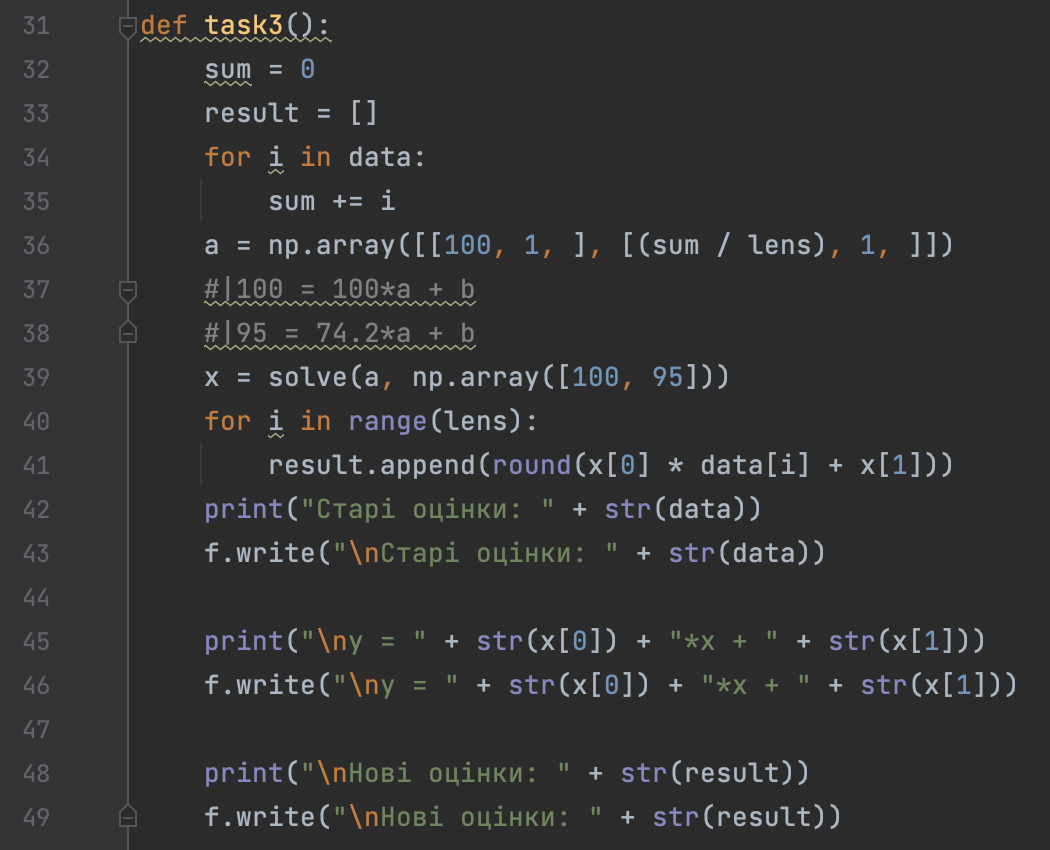 31 def task3():
32     sum = 0
33     result = []
34     for i in data:
35         sum += i
36     a = np.array([[100, 1, ], [(sum / lens), 1, ]])
37     #|100 = 100*a + b
38     #|95 = 74.2*a + b
39     x = solve(a, np.array([100, 95]))
40     for i in range(lens):
41         result.append(round(x[0] * data[i] + x[1]))
42     print("Старі оцінки: " + str(data))
43     f.write("\nСтарі оцінки: " + str(data))
44
45     print("\ny = " + str(x[0]) + "*x + " + str(x[1]))
46     f.write("\ny = " + str(x[0]) + "*x + " + str(x[1]))
47
48     print("\nНові оцінки: " + str(result))
49     f.write("\nНові оцінки: " + str(result))